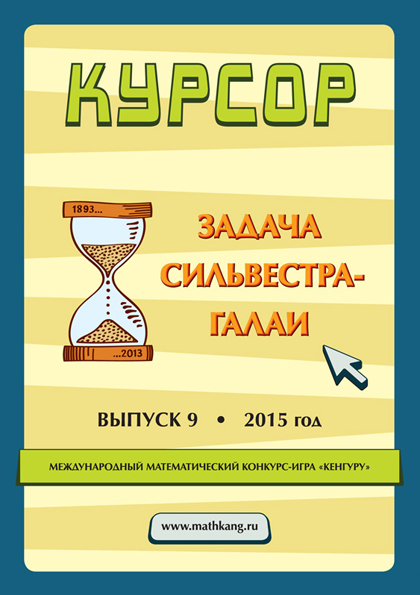 КУРСОР
1893...
ЗАДАЧА
СИЛЬВЕСТРА-
ГАЛАИ
...2013
ВЫПУСК 9 • 2015 год
МЕЖДУНАРОДНЫЙ МАТЕМАТИЧЕСКИЙ КОНКУРС-ИГРА «КЕНГУРУ»
www.mathkang.ru